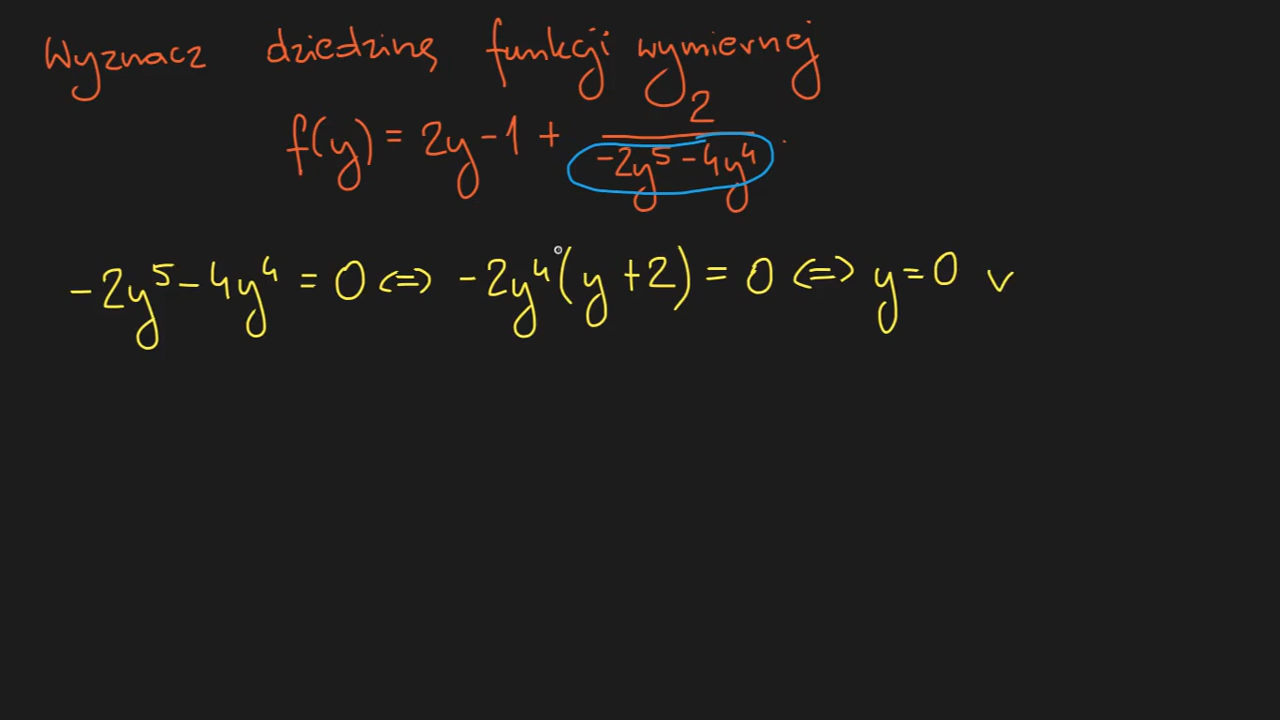 Wyznacz dziedzinę funkcji wymiernej
f(y) = 2y - 1 + 2/(-2y⁵ - 4y⁴).
-2y⁵ - 4y⁴ = 0 <=> -2y⁴(y + 2) = 0 <=> y = 0 v